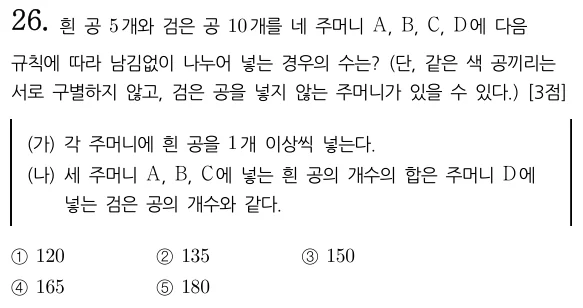 26. 흰 공 5개와 검은 공 10개를 네 주머니 A, B, C, D에 다음
규칙에 따라 남김없이 나누어 넣는 경우의 수는? (단, 같은 색 공끼리는
서로 구별하지 않고, 검은 공을 넣지 않는 주머니가 있을 수 있다.) [3점]
(가) 각 주머니에 흰 공을 1개 이상씩 넣는다.
(나) 세 주머니 A, B, C에 넣는 흰 공의 개수의 합은 주머니 D에
넣는 검은 공의 개수와 같다.
① 120 ② 135 ③ 150
④ 165 ⑤ 180